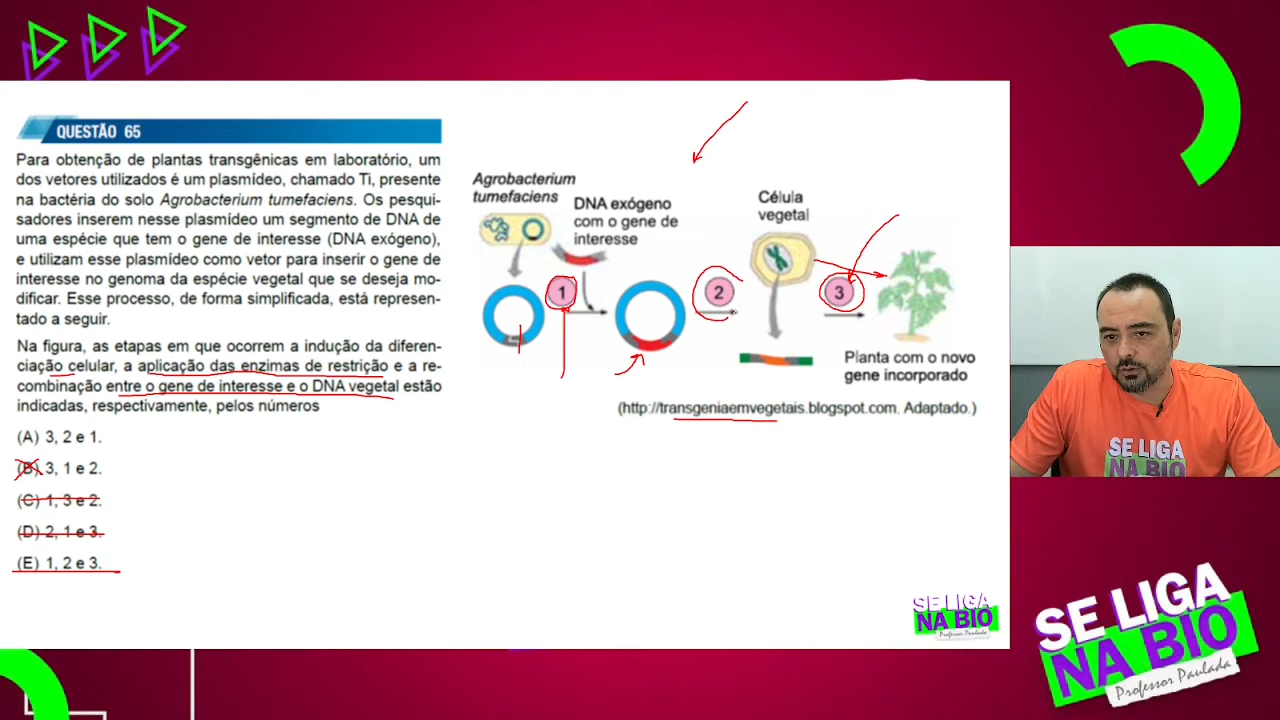 QUESTÃO 65
Para obtenção de plantas transgênicas em laboratório, um
dos vetores utilizados é um plasmídeo, chamado Ti, presente
na bactéria do solo Agrobacterium tumefaciens. Os pesqui-
sadores inserem nesse plasmídeo um segmento de DNA de
uma espécie que tem o gene de interesse (DNA exógeno),
e utilizam esse plasmídeo como vetor para inserir o gene de
interesse no genoma da espécie vegetal que se deseja mo-
dificar. Esse processo, de forma simplificada, está represen-
tado a seguir.
Na figura, as etapas em que ocorrem a indução da diferen-
ciação celular, a aplicação das enzimas de restrição e a re-
combinação entre o gene de interesse e o DNA vegetal estão
indicadas, respectivamente, pelos números
(A) 3, 2 e 1.
(B) 3, 1 e 2.
(C) 1, 3 e 2.
(D) 2, 1 e 3.
(E) 1, 2 e 3.
Agrobacterium
tumefaciens
DNA exógeno
com o gene de
interesse
Célula
vegetal
1
2
3
Planta com o novo
gene incorporado
(http://transgeniaemvegetais.blogspot.com. Adaptado.)
SE LIGA
NA BIO
Professor Paulada
SE LIGA
NA BIO
SE LIGA
NA BIO
Professor Paulada